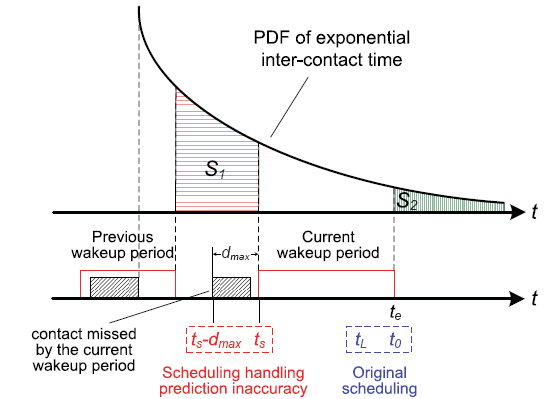 PDF of exponential
inter-contact time
S1
S2
t
Previous
wakeup period
dmax
Current
wakeup period
t
te
contact missed
by the current
wakeup period
ts-dmax ts
tL t0
Scheduling handling
prediction inaccuracy
Original
scheduling